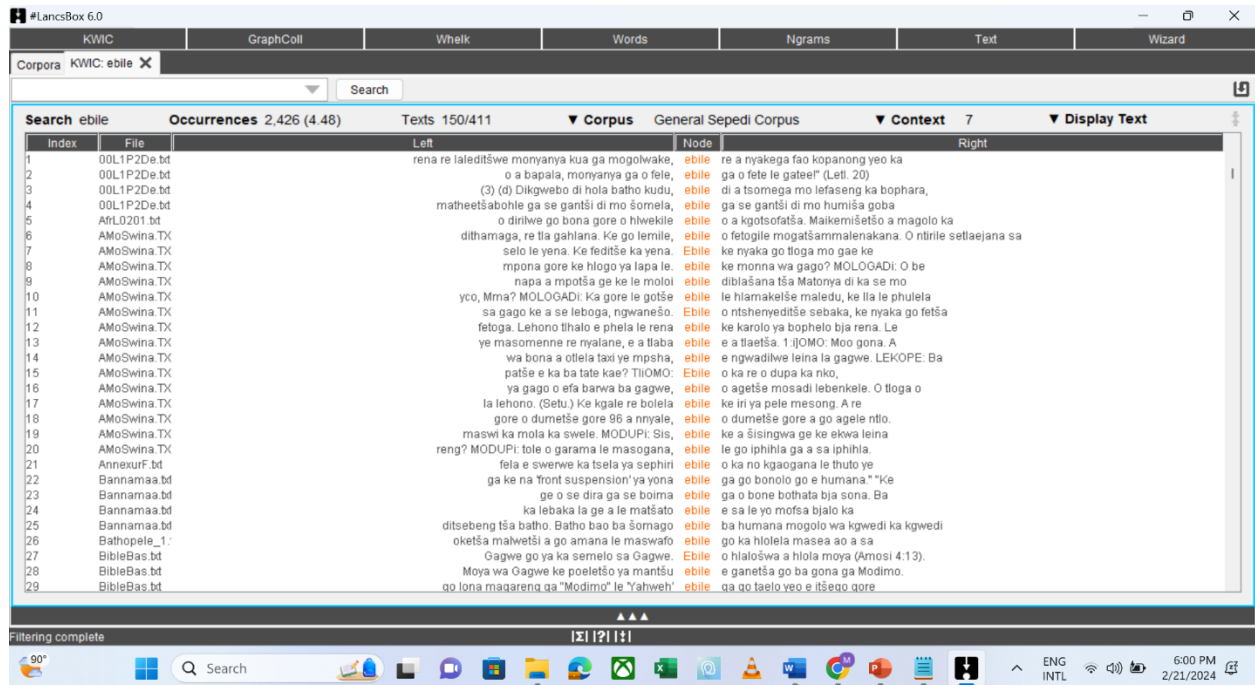 #LancsBox 6.0
KWIC GraphColl Whelk Words Ngrams Text Wizard
Corpora KWIC: ebile
Search
Search ebile Occurrences 2,426 (4.48) Texts 150/411 ▼ Corpus General Sepedi Corpus ▼ Context 7 ▼ Display Text
Index File Left Node Right
1 00L1P2De.txt rena re laleditšwe monyanya kua ga mogolwake, ebile re a nyakega fao kopanong yeo ka
2 00L1P2De.txt o a bapala, monyanya ga o fele, ebile ga o fete le gatee!" (Letl. 20)
3 00L1P2De.txt (3) (d) Dikgwebo di hola batho kudu, ebile di a tsomega mo lefaseng ka bophara,
4 00L1P2De.txt matheetšabohle ga se gantši di mo šomela, ebile ga se gantši di mo humiša goba
5 AfrL0201.txt o dirilwe go bona gore o hlwekile ebile o a kgotsofatša. Maikemišetšo a magolo ka
6 AMoSwina.TX dithamaga, re tla gahlana. Ke go lemile, ebile o fetogile mogatšammalenakana. O ntirile setlaejana sa
7 AMoSwina.TX selo le yena. Ke feditše ka yena. Ebile ke nyaka go tloga mo gae ke
8 AMoSwina.TX mpona gore ke hlogo ya lapa le. ebile ke monna wa gago? MOLOGADi: O be
9 AMoSwina.TX napa a mpotša ge ke le moloi ebile diblašana tša Matonya di ka se mo
10 AMoSwina.TX yco, Mma? MOLOGADi: Ka gore le gotše ebile le hlamakelše maledu, ke lla le phulela
11 AMoSwina.TX sa gago ke a se leboga, ngwanešo. Ebile o ntshenyeditše sebaka, ke nyaka go fetša
12 AMoSwina.TX fetoga. Lehono tlhalo e phela le rena ebile ke karolo ya bophelo bja rena. Le
13 AMoSwina.TX ye masomenne re nyalane, e a tlaba ebile e a tlaetša. 1:i]OMO: Moo gona. A
14 AMoSwina.TX wa bona a otlela taxi ye mpsha, ebile e ngwadilwe leina la gagwe. LEKOPE: Ba
15 AMoSwina.TX patše e ka ba tate kae? TliOMO: Ebile o ka re o dupa ka nko,
16 AMoSwina.TX ya gago o efa barwa ba gagwe, ebile o agetše mosadi lebenkele. O tloga o
17 AMoSwina.TX la lehono. (Setu.) Ke kgale re bolela ebile ke iri ya pele mesong. A re
18 AMoSwina.TX gore o dumetše gore 96 a nnyale, ebile o dumetše gore a go agele ntlo.
19 AMoSwina.TX maswi ka mola ka swele. MODUPi: Sis, ebile ke a šisingwa ge ke ekwa leina
20 AMoSwina.TX reng? MODUPi: tole o garama le masogana, ebile le go iphihla ga a sa iphihla.
21 AnnexurF.txt fela e swerwe ka tsela ya sephiri ebile o ka no kgaogana le thuto ye
22 Bannamaa.txt ga ke na 'front suspension' ya yona ebile ga go bonolo go e humana." "Ke
23 Bannamaa.txt ge o se dira ga se boima ebile ga o bone bothata bja sona. Ba
24 Bannamaa.txt ka lebaka la ge a le matšato ebile e sa le yo mofsa bjalo ka
25 Bannamaa.txt ditsebeng tša batho. Batho bao ba šomago ebile ba humana mogolo wa kgwedi ka kgwedi
26 Bathopele_1. oketša malwetši a go amana le maswafo ebile go ka hlolela masea ao a sa
27 BibleBas.txt Gagwe go ya ka semelo sa Gagwe. Ebile o hlalošwa a hlola moya (Amosi 4:13).
28 BibleBas.txt Moya wa Gagwe ke poeletšo ya mantšu ebile e ganetša go ba gona ga Modimo.
29 BibleBas.txt go lona magareng ga "Modimo" le 'Yahweh' ebile ga go taelo yeo e itšego gore
▲▲▲
Filtering complete |Σ| |?| |‡|
90° Search ENG INTL 6:00 PM 2/21/2024